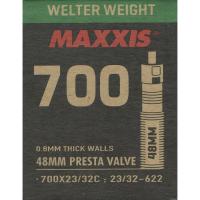 WELTER WEIGHT
MAXXIS
700
48MM
0.8MM THICK WALLS
48MM PRESTA VALVE
· 700X23/32C : 23/32-622